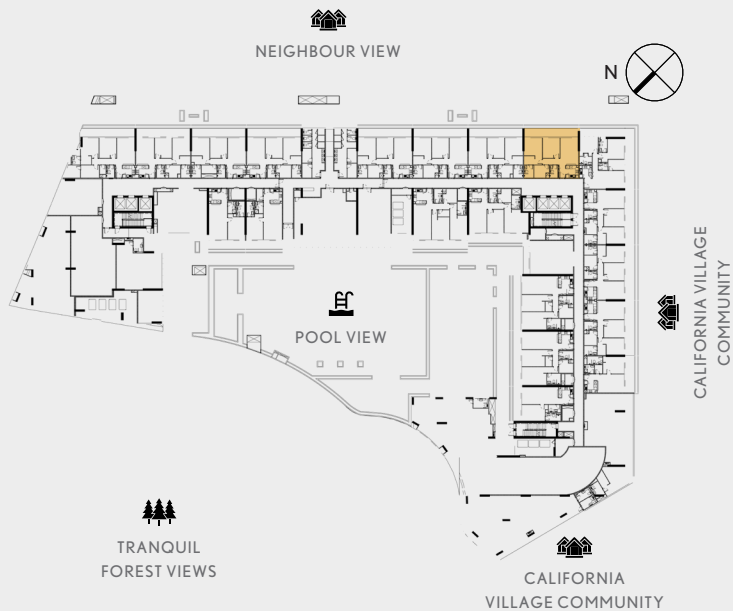 NEIGHBOUR VIEW
N
CALIFORNIA VILLAGE
COMMUNITY
POOL VIEW
TRANQUIL
FOREST VIEWS
CALIFORNIA
VILLAGE COMMUNITY